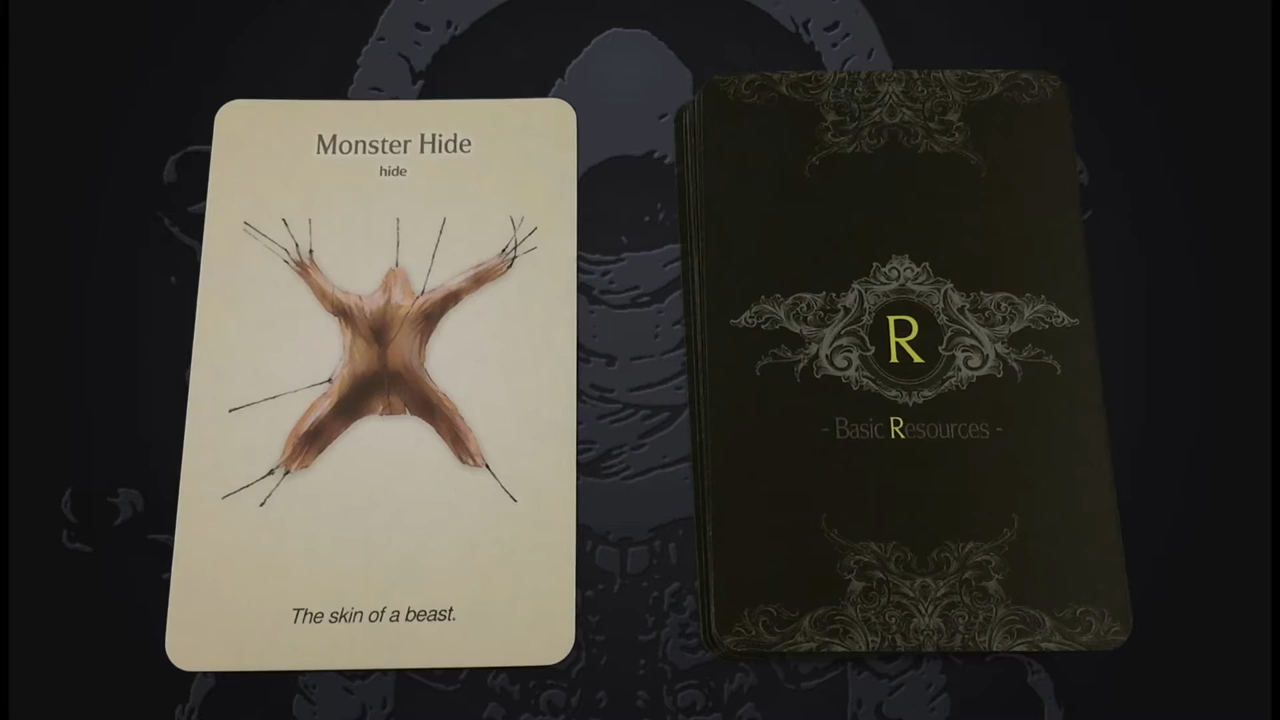 Monster Hide
hide
The skin of a beast.
R
- Basic Resources -